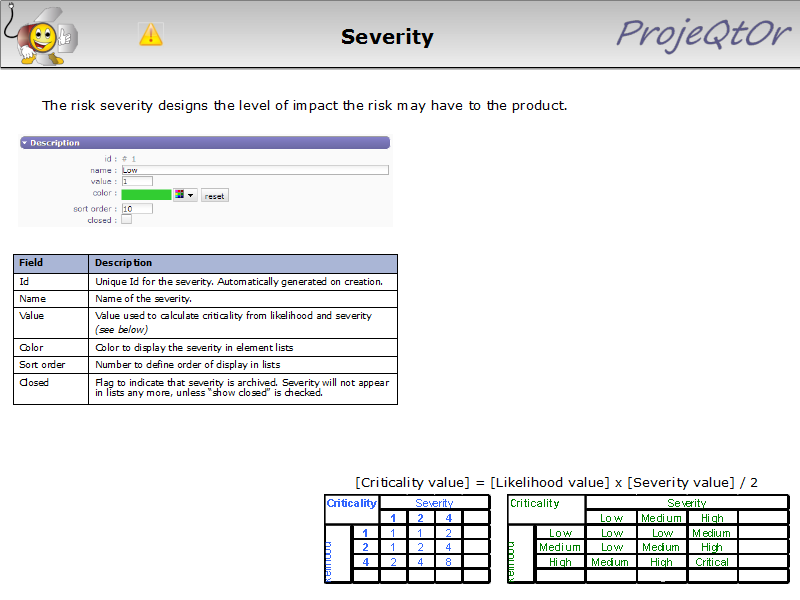 Severity
ProjeQtOr
The risk severity designs the level of impact the risk may have to the product.
Description
id : # 1
name : Low
value : 1
color :
reset
sort order : 10
closed :
Field Description
Id Unique Id for the severity. Automatically generated on creation.
Name Name of the severity.
Value Value used to calculate criticality from likelihood and severity
(see below)
Color Color to display the severity in element lists
Sort order Number to define order of display in lists
Closed Flag to indicate that severity is archived. Severity will not appear
in lists any more, unless “show closed” is checked.
[Criticality value] = [Likelihood value] x [Severity value] / 2
Criticality Severity
1 2 4
1 1 1 2
2 1 2 4
4 2 4 8
Criticality Severity
Low Medium High
Low Low Low Medium
Medium Low Medium High
High Medium High Critical